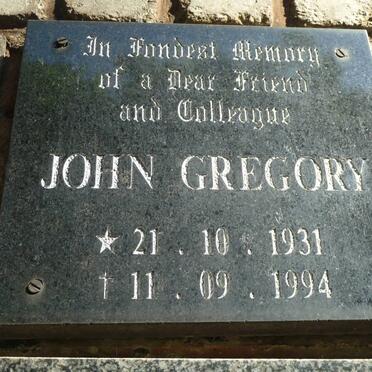 In Fondest Memory
of a Dear Friend
and Colleague
JOHN GREGORY
★ 21 . 10 . 1931
† 11 . 09 . 1994